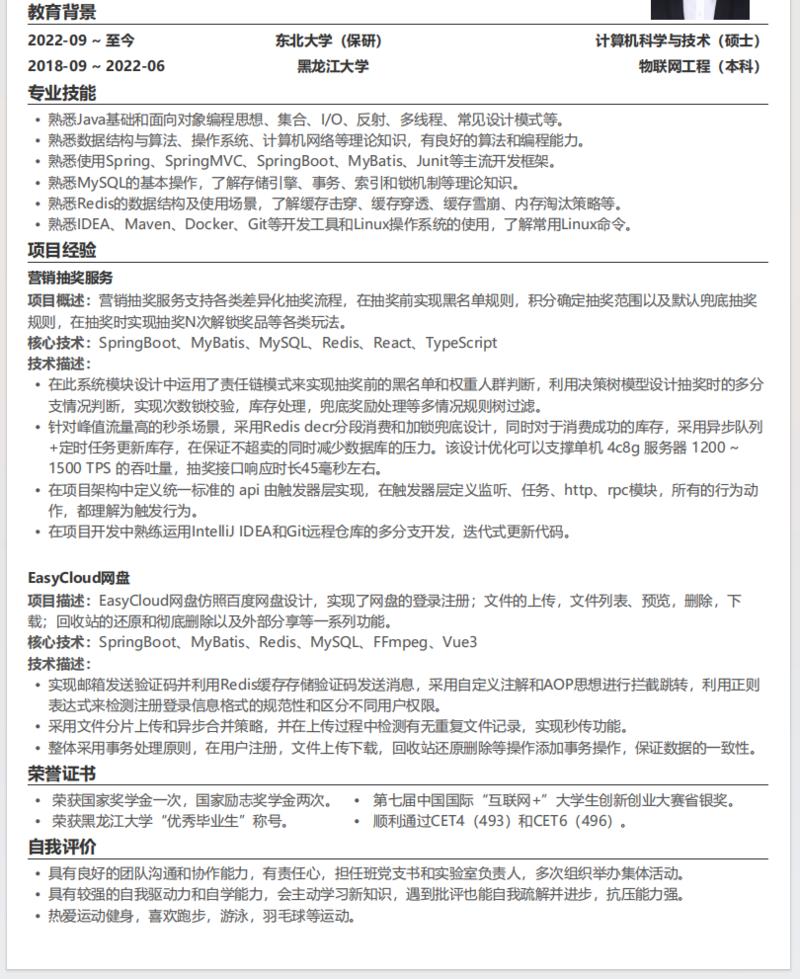 教育背景
2022-09 ~ 至今 东北大学（保研） 计算机科学与技术（硕士）
2018-09 ~ 2022-06 黑龙江大学 物联网工程（本科）
专业技能
• 熟悉Java基础和面向对象编程思想、集合、I/O、反射、多线程、常见设计模式等。
• 熟悉数据结构与算法、操作系统、计算机网络等理论知识，有良好的算法和编程能力。
• 熟悉使用Spring、SpringMVC、SpringBoot、MyBatis、Junit等主流开发框架。
• 熟悉MySQL的基本操作，了解存储引擎、事务、索引和锁机制等理论知识。
• 熟悉Redis的数据结构及使用场景，了解缓存击穿、缓存穿透、缓存雪崩、内存淘汰策略等。
• 熟悉IDEA、Maven、Docker、Git等开发工具和Linux操作系统的使用，了解常用Linux命令。
项目经验
营销抽奖服务
项目概述：营销抽奖服务支持各类差异化抽奖流程，在抽奖前实现黑名单规则，积分确定抽奖范围以及默认兜底抽奖
规则，在抽奖时实现抽奖N次解锁奖品等各类玩法。
核心技术：SpringBoot、MyBatis、MySQL、Redis、React、TypeScript
技术描述：
• 在此系统模块设计中运用了责任链模式来实现抽奖前的黑名单和权重人群判断，利用决策树模型设计抽奖时的多分
支情况判断，实现次数锁校验，库存处理，兜底奖励处理等多情况规则树过滤。
• 针对峰值流量高的秒杀场景，采用Redis decr分段消费和加锁兜底设计，同时对于消费成功的库存，采用异步队列
+定时任务更新库存，在保证不超卖的同时减少数据库的压力。该设计优化可以支撑单机 4c8g 服务器 1200 ~
1500 TPS 的吞吐量，抽奖接口响应时长45毫秒左右。
• 在项目架构中定义统一标准的 api 由触发器层实现，在触发器层定义监听、任务、http、rpc模块，所有的行为动
作，都理解为触发行为。
• 在项目开发中熟练运用IntelliJ IDEA和Git远程仓库的多分支开发，迭代式更新代码。
EasyCloud网盘
项目描述：EasyCloud网盘仿照百度网盘设计，实现了网盘的登录注册；文件的上传，文件列表、预览，删除，下
载；回收站的还原和彻底删除以及外部分享等一系列功能。
核心技术：SpringBoot、MyBatis、Redis、MySQL、FFmpeg、Vue3
技术描述：
• 实现邮箱发送验证码并利用Redis缓存存储验证码发送消息，采用自定义注解和AOP思想进行拦截跳转，利用正则
表达式来检测注册登录信息格式的规范性和区分不同用户权限。
• 采用文件分片上传和异步合并策略，并在上传过程中检测有无重复文件记录，实现秒传功能。
• 整体采用事务处理原则，在用户注册，文件上传下载，回收站还原删除等操作添加事务操作，保证数据的一致性。
荣誉证书
• 荣获国家奖学金一次，国家励志奖学金两次。 • 第七届中国国际“互联网+”大学生创新创业大赛省银奖。
• 荣获黑龙江大学“优秀毕业生”称号。 • 顺利通过CET4（493）和CET6（496）。
自我评价
• 具有良好的团队沟通和协作能力，有责任心，担任班党支书和实验室负责人，多次组织举办集体活动。
• 具有较强的自我驱动力和自学能力，会主动学习新知识，遇到批评也能自我疏解并进步，抗压能力强。
• 热爱运动健身，喜欢跑步，游泳，羽毛球等运动。